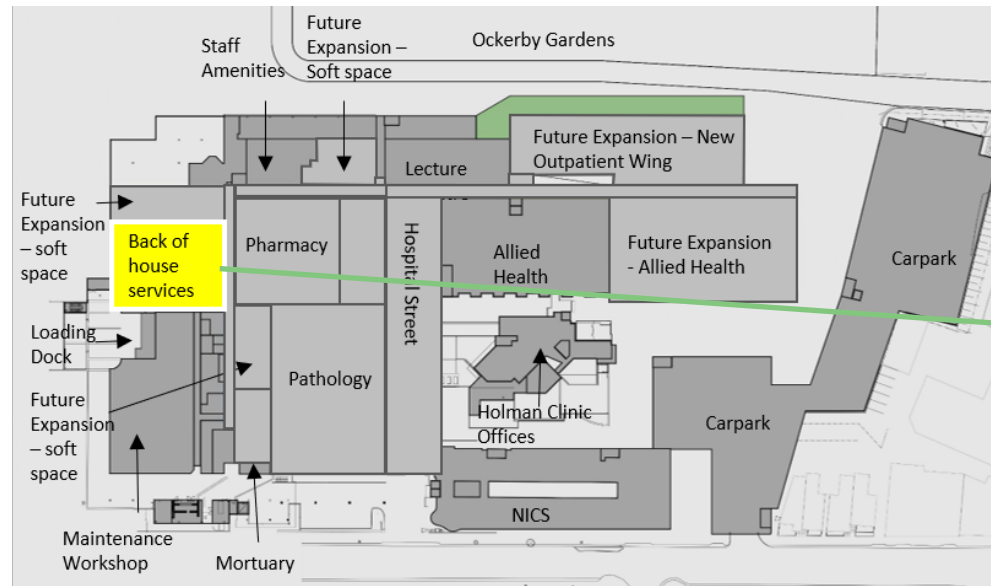 Future
Expansion –
Soft space
Ockerby Gardens
Staff
Amenities
Future Expansion – New
Outpatient Wing
Lecture
Future
Expansion
– soft
space
Back of
house
services
Pharmacy
Hospital Street
Allied
Health
Future Expansion
- Allied Health
Carpark
Loading
Dock
Pathology
Future
Expansion
– soft
space
Holman Clinic
Offices
Carpark
NICS
Maintenance
Workshop
Mortuary